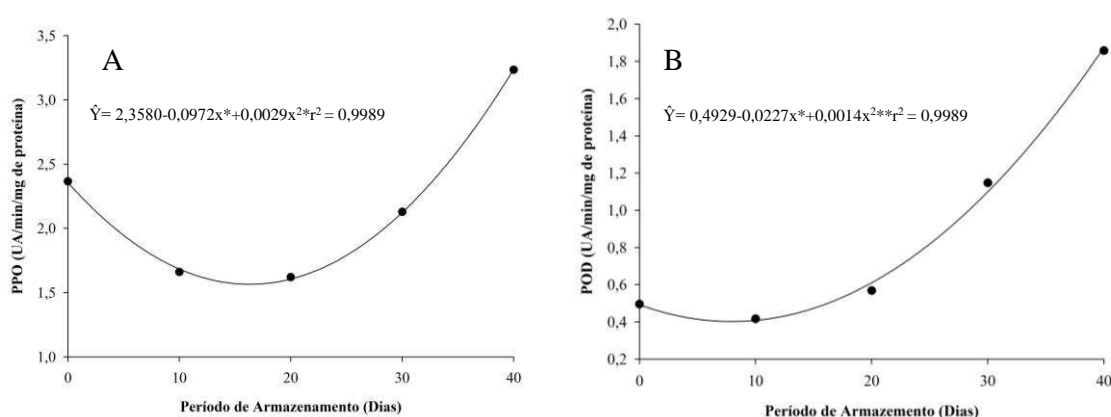 A
Ŷ= 2,3580-0,0972x*+0,0029x²*r² = 0,9989
PPO (UA/min/mg de proteína)
3,5
3,0
2,5
2,0
1,5
1,0
0 10 20 30 40
Período de Armazenamento (Dias)
B
Ŷ= 0,4929-0,0227x*+0,0014x²**r² = 0,9989
POD (UA/min/mg de proteína)
2,0
1,8
1,6
1,4
1,2
1,0
0,8
0,6
0,4
0,2
0 10 20 30 40
Período de Armazemento (Dias)